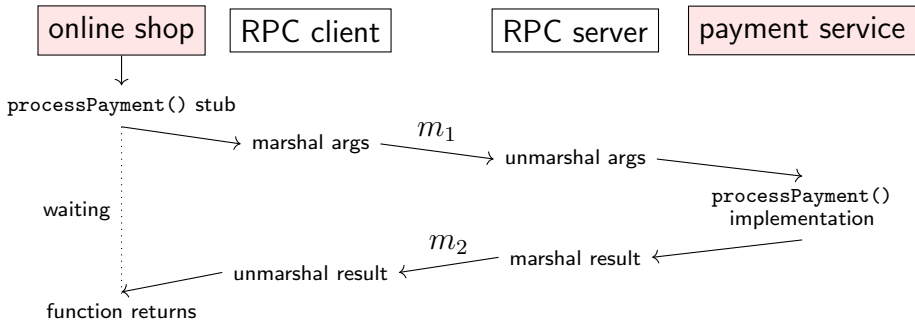 online shop
RPC client
RPC server
payment service
processPayment() stub
marshal args
m1
unmarshal args
waiting
processPayment()
implementation
m2
marshal result
unmarshal result
function returns